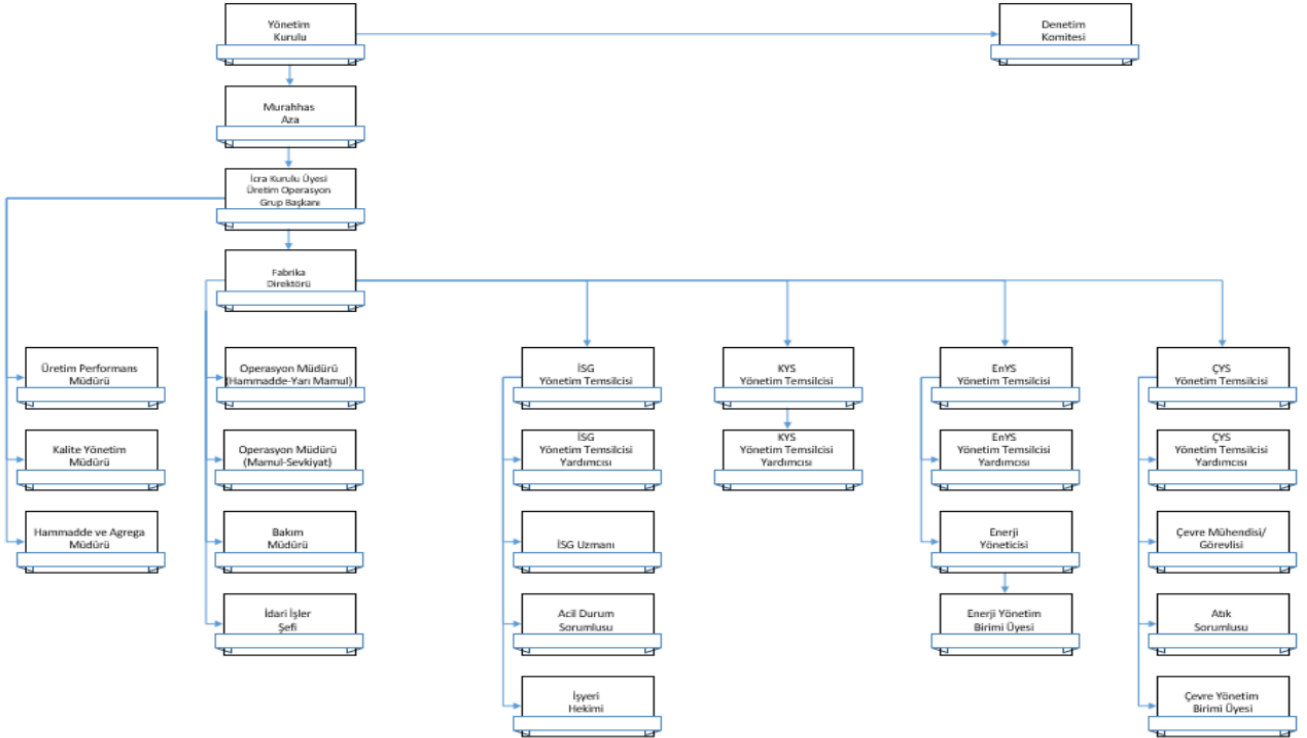 Yönetim
Kurulu
Denetim
Komitesi
Murahhas
Aza
İcra Kurulu Üyesi
Üretim Operasyon
Grup Başkanı
Fabrika
Direktörü
Üretim Performans
Müdürü
Operasyon Müdürü
(Hammadde-Yarı Mamul)
İSG
Yönetim Temsilcisi
KYS
Yönetim Temsilcisi
EnYS
Yönetim Temsilcisi
ÇYS
Yönetim Temsilcisi
Kalite Yönetim
Müdürü
Operasyon Müdürü
(Mamul-Sevkiyat)
İSG
Yönetim Temsilcisi
Yardımcısı
KYS
Yönetim Temsilcisi
Yardımcısı
EnYS
Yönetim Temsilcisi
Yardımcısı
ÇYS
Yönetim Temsilcisi
Yardımcısı
Hammadde ve Agrega
Müdürü
Bakım
Müdürü
İSG Uzmanı
Enerji
Yöneticisi
Çevre Mühendisi/
Görevlisi
İdari İşler
Şefi
Acil Durum
Sorumlusu
Enerji Yönetim
Birimi Üyesi
Atık
Sorumlusu
İşyeri
Hekimi
Çevre Yönetim
Birimi Üyesi